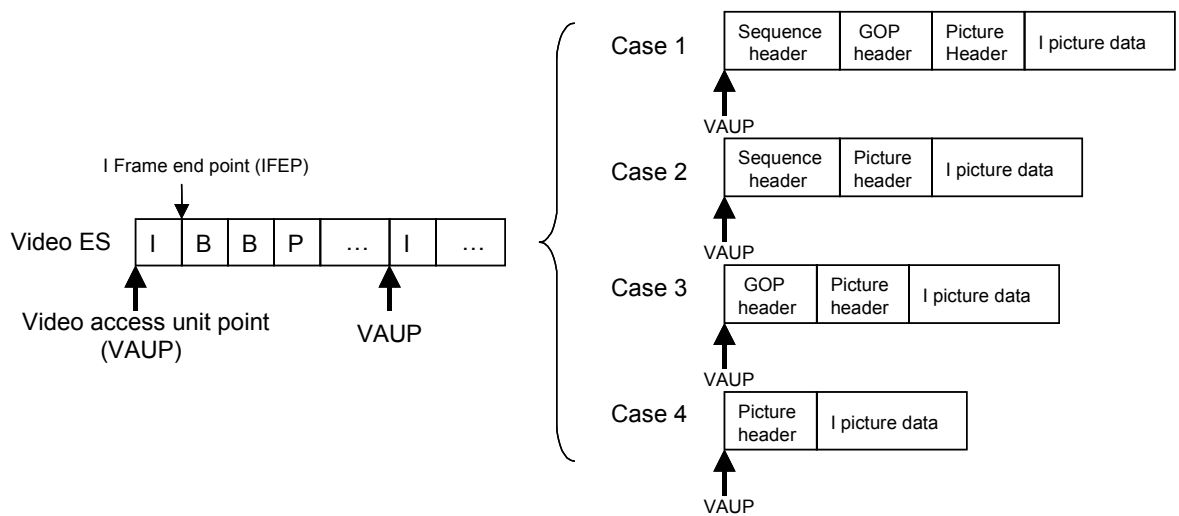 I Frame end point (IFEP)
Video ES
I B B P … I …
Video access unit point
(VAUP)
VAUP
Case 1
Sequence
header
GOP
header
Picture
Header
I picture data
VAUP
Case 2
Sequence
header
Picture
header
I picture data
VAUP
Case 3
GOP
header
Picture
header
I picture data
VAUP
Case 4
Picture
header
I picture data
VAUP